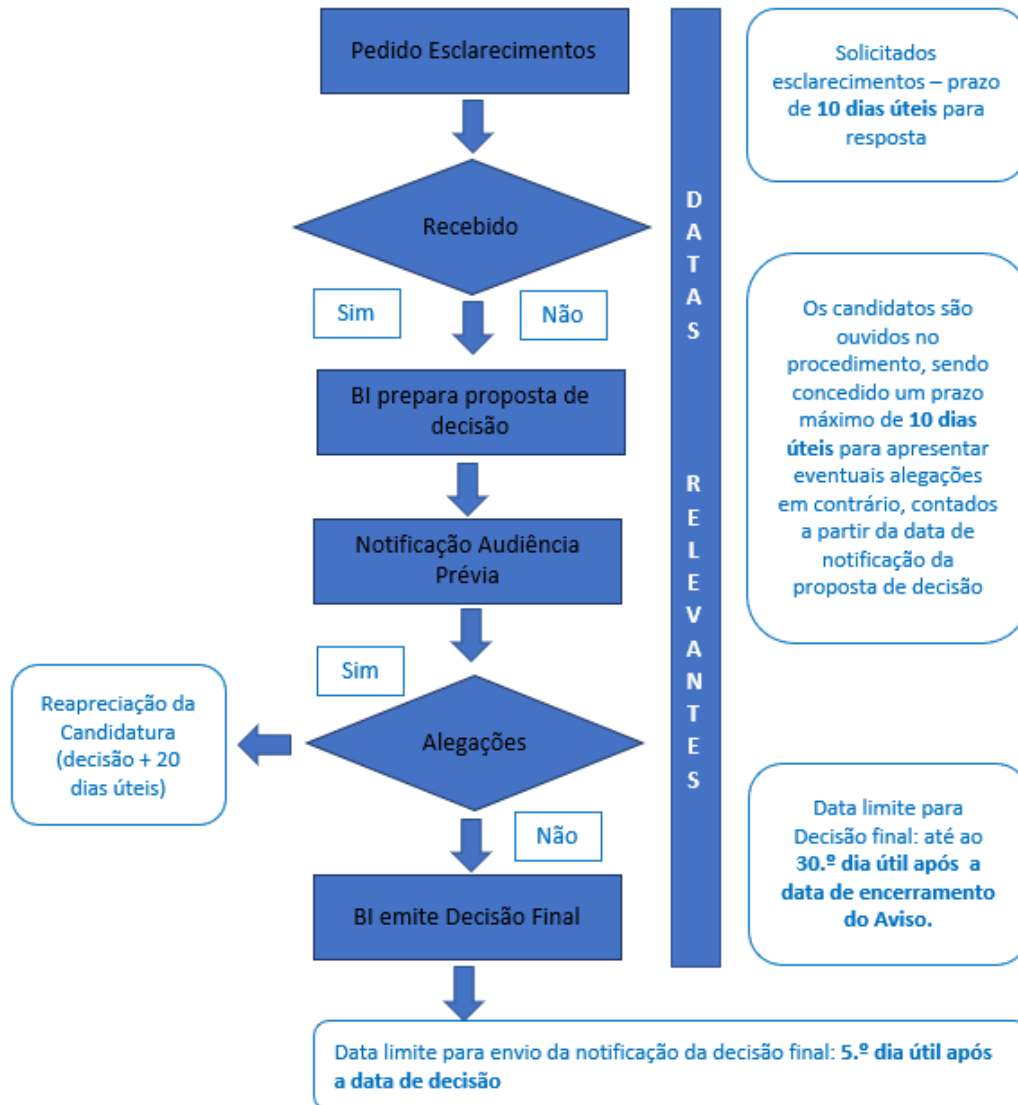 Pedido Esclarecimentos
Solicitados
esclarecimentos – prazo
de 10 dias úteis para
resposta
Recebido
Sim
Não
BI prepara proposta de
decisão
Notificação Audiência
Prévia
Sim
Alegações
Reapreciação da
Candidatura
(decisão + 20
dias úteis)
Não
BI emite Decisão Final
DATAS
RELEVANTES
Os candidatos são
ouvidos no
procedimento, sendo
concedido um prazo
máximo de 10 dias
úteis para apresentar
eventuais alegações
em contrário, contados
a partir da data de
notificação da
proposta de decisão
Data limite para
Decisão final: até ao
30.º dia útil após a
data de encerramento
do Aviso.
Data limite para envio da notificação da decisão final: 5.º dia útil após
a data de decisão